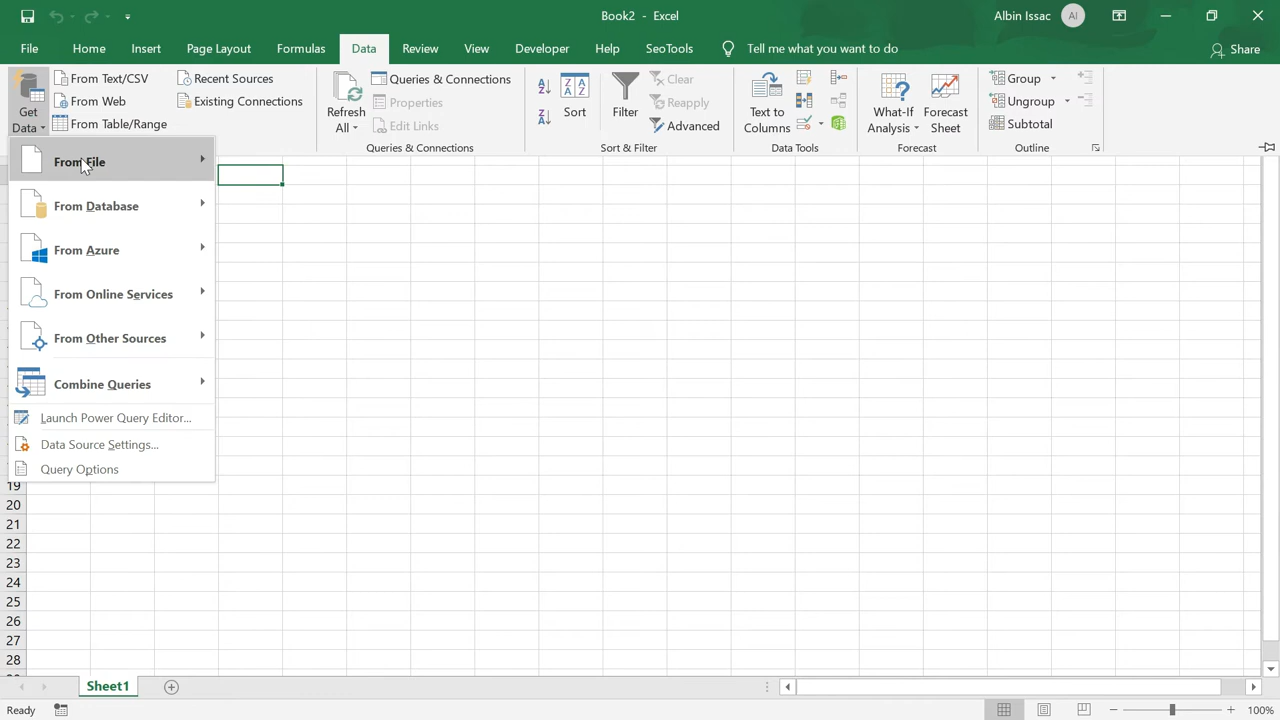 Book2 - Excel
Albin Issac
AI
File
Home
Insert
Page Layout
Formulas
Data
Review
View
Developer
Help
SeoTools
Tell me what you want to do
Share
Get
Data
From Text/CSV
From Web
From Table/Range
Recent Sources
Existing Connections
Refresh
All
Queries & Connections
Properties
Edit Links
Queries & Connections
Sort
Filter
Clear
Reapply
Advanced
Sort & Filter
Text to
Columns
Data Tools
What-If
Analysis
Forecast
Sheet
Forecast
Group
Ungroup
Subtotal
Outline
From File
From Database
From Azure
From Online Services
From Other Sources
Combine Queries
Launch Power Query Editor...
Data Source Settings...
Query Options
19
20
21
22
23
24
25
26
27
28
Sheet1
Ready
100%